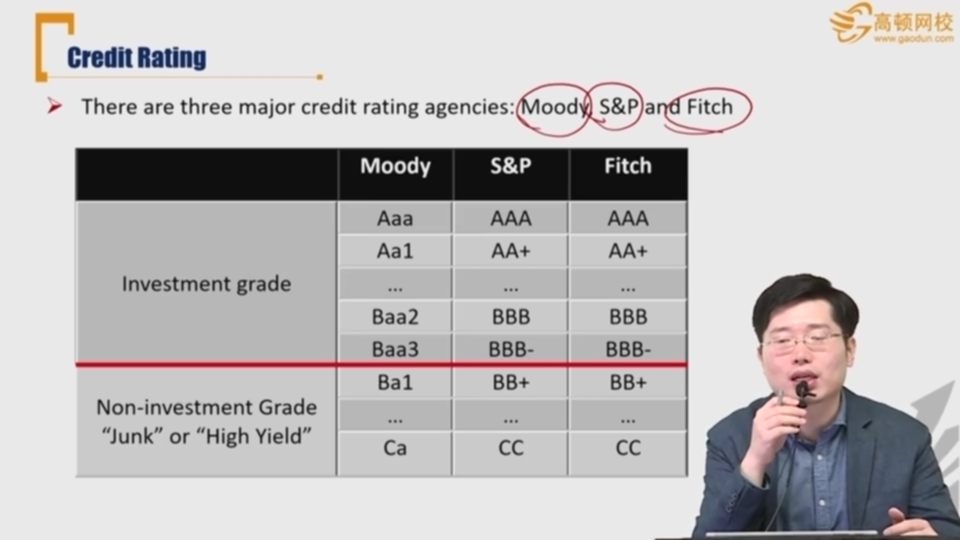 高顿网校
www.gaodun.com
Credit Rating
There are three major credit rating agencies: Moody, S&P and Fitch
Moody S&P Fitch
Aaa AAA AAA
Aa1 AA+ AA+
Investment grade
... ... ...
Baa2 BBB BBB
Baa3 BBB- BBB-
Ba1 BB+ BB+
Non-investment Grade
"Junk" or "High Yield"
... ... ...
Ca CC CC